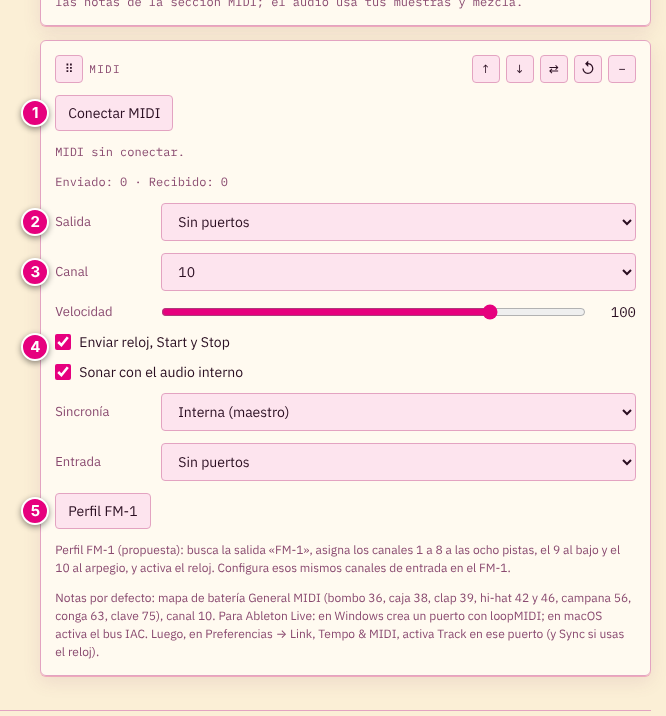 las notas de la sección MIDI; el audio usa tus muestras y mezcla.
MIDI
↑ ↓ ⇄ −
1 Conectar MIDI
MIDI sin conectar.
Enviado: 0 · Recibido: 0
2 Salida Sin puertos
3 Canal 10
Velocidad 100
4 Enviar reloj, Start y Stop
Sonar con el audio interno
Sincronía Interna (maestro)
Entrada Sin puertos
5 Perfil FM-1
Perfil FM-1 (propuesta): busca la salida «FM-1», asigna los canales 1 a 8 a las ocho pistas, el 9 al bajo y el
10 al arpegio, y activa el reloj. Configura esos mismos canales de entrada en el FM-1.
Notas por defecto: mapa de batería General MIDI (bombo 36, caja 38, clap 39, hi-hat 42 y 46, campana 56,
conga 63, clave 75), canal 10. Para Ableton Live: en Windows crea un puerto con loopMIDI; en macOS
activa el bus IAC. Luego, en Preferencias → Link, Tempo & MIDI, activa Track en ese puerto (y Sync si usas
el reloj).